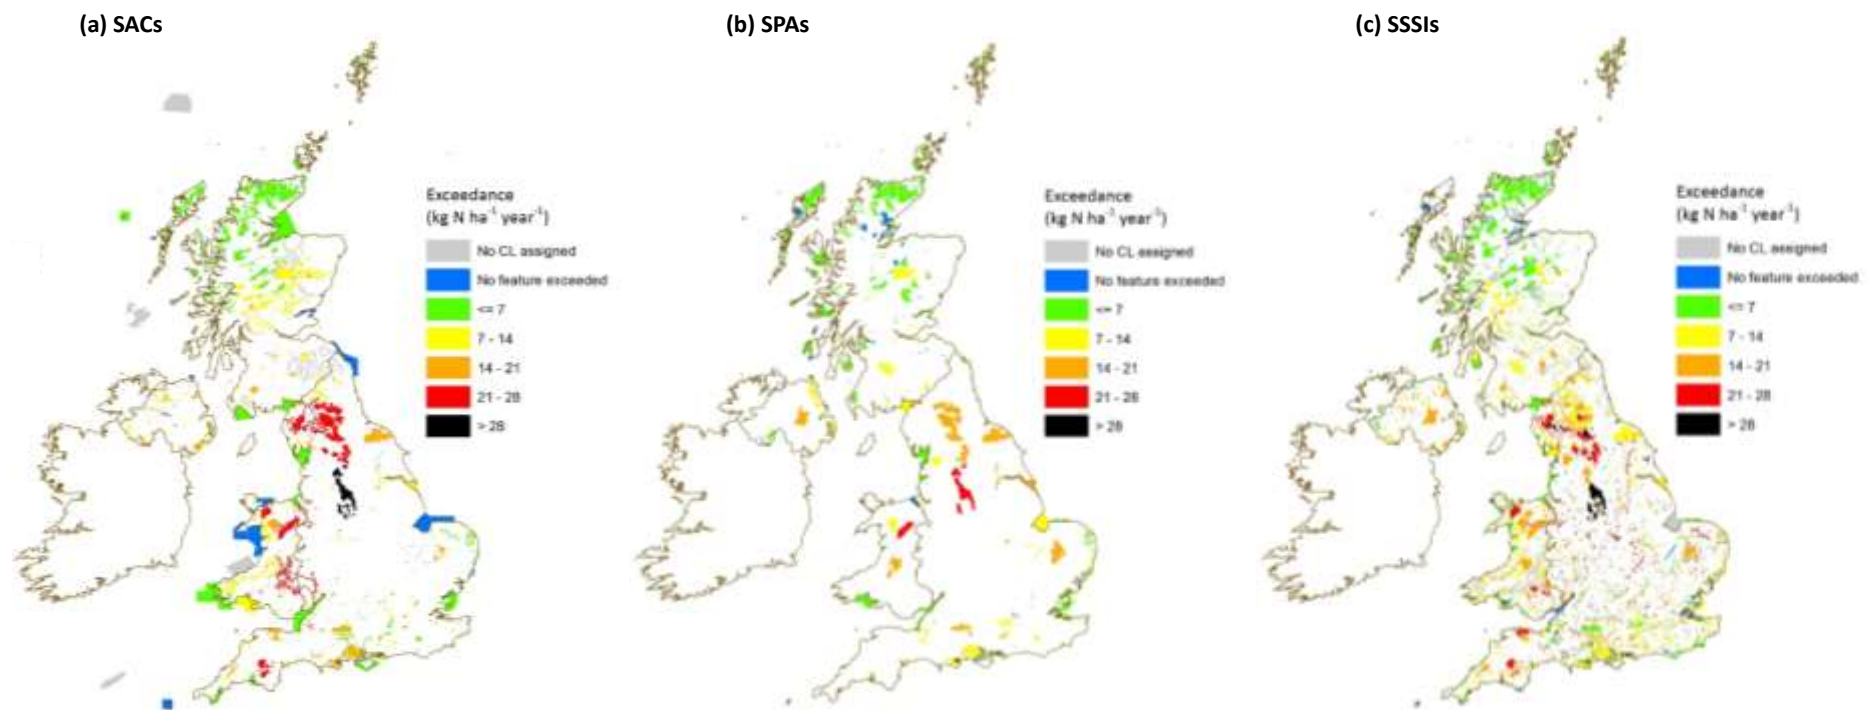 (a) SACs
(b) SPAs
(c) SSSIs
Exceedance
(kg N ha⁻¹ year⁻¹)
No CL assigned
No feature exceeded
<= 7
7 - 14
14 - 21
21 - 28
> 28
Exceedance
(kg N ha⁻¹ year⁻¹)
No CL assigned
No feature exceeded
<= 7
7 - 14
14 - 21
21 - 28
> 28
Exceedance
(kg N ha⁻¹ year⁻¹)
No CL assigned
No feature exceeded
<= 7
7 - 14
14 - 21
21 - 28
> 28